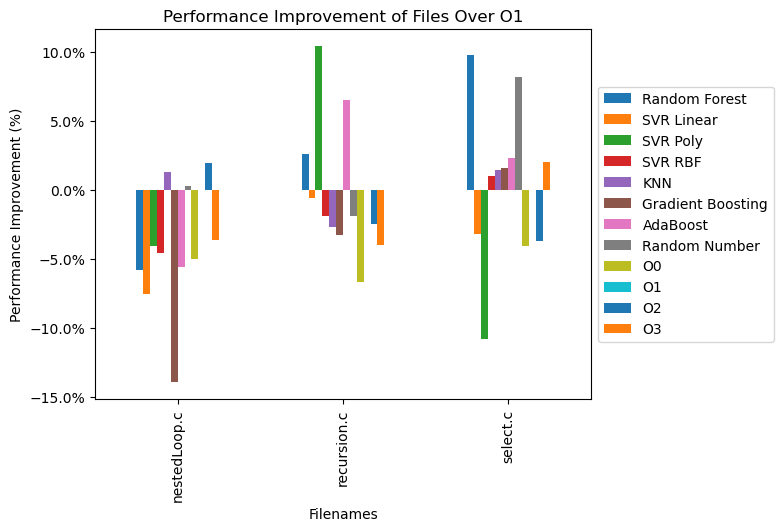 Performance Improvement of Files Over O1
Performance Improvement (%)
10.0%
5.0%
0.0%
−5.0%
−10.0%
−15.0%
nestedLoop.c
recursion.c
select.c
Filenames
Random Forest
SVR Linear
SVR Poly
SVR RBF
KNN
Gradient Boosting
AdaBoost
Random Number
O0
O1
O2
O3